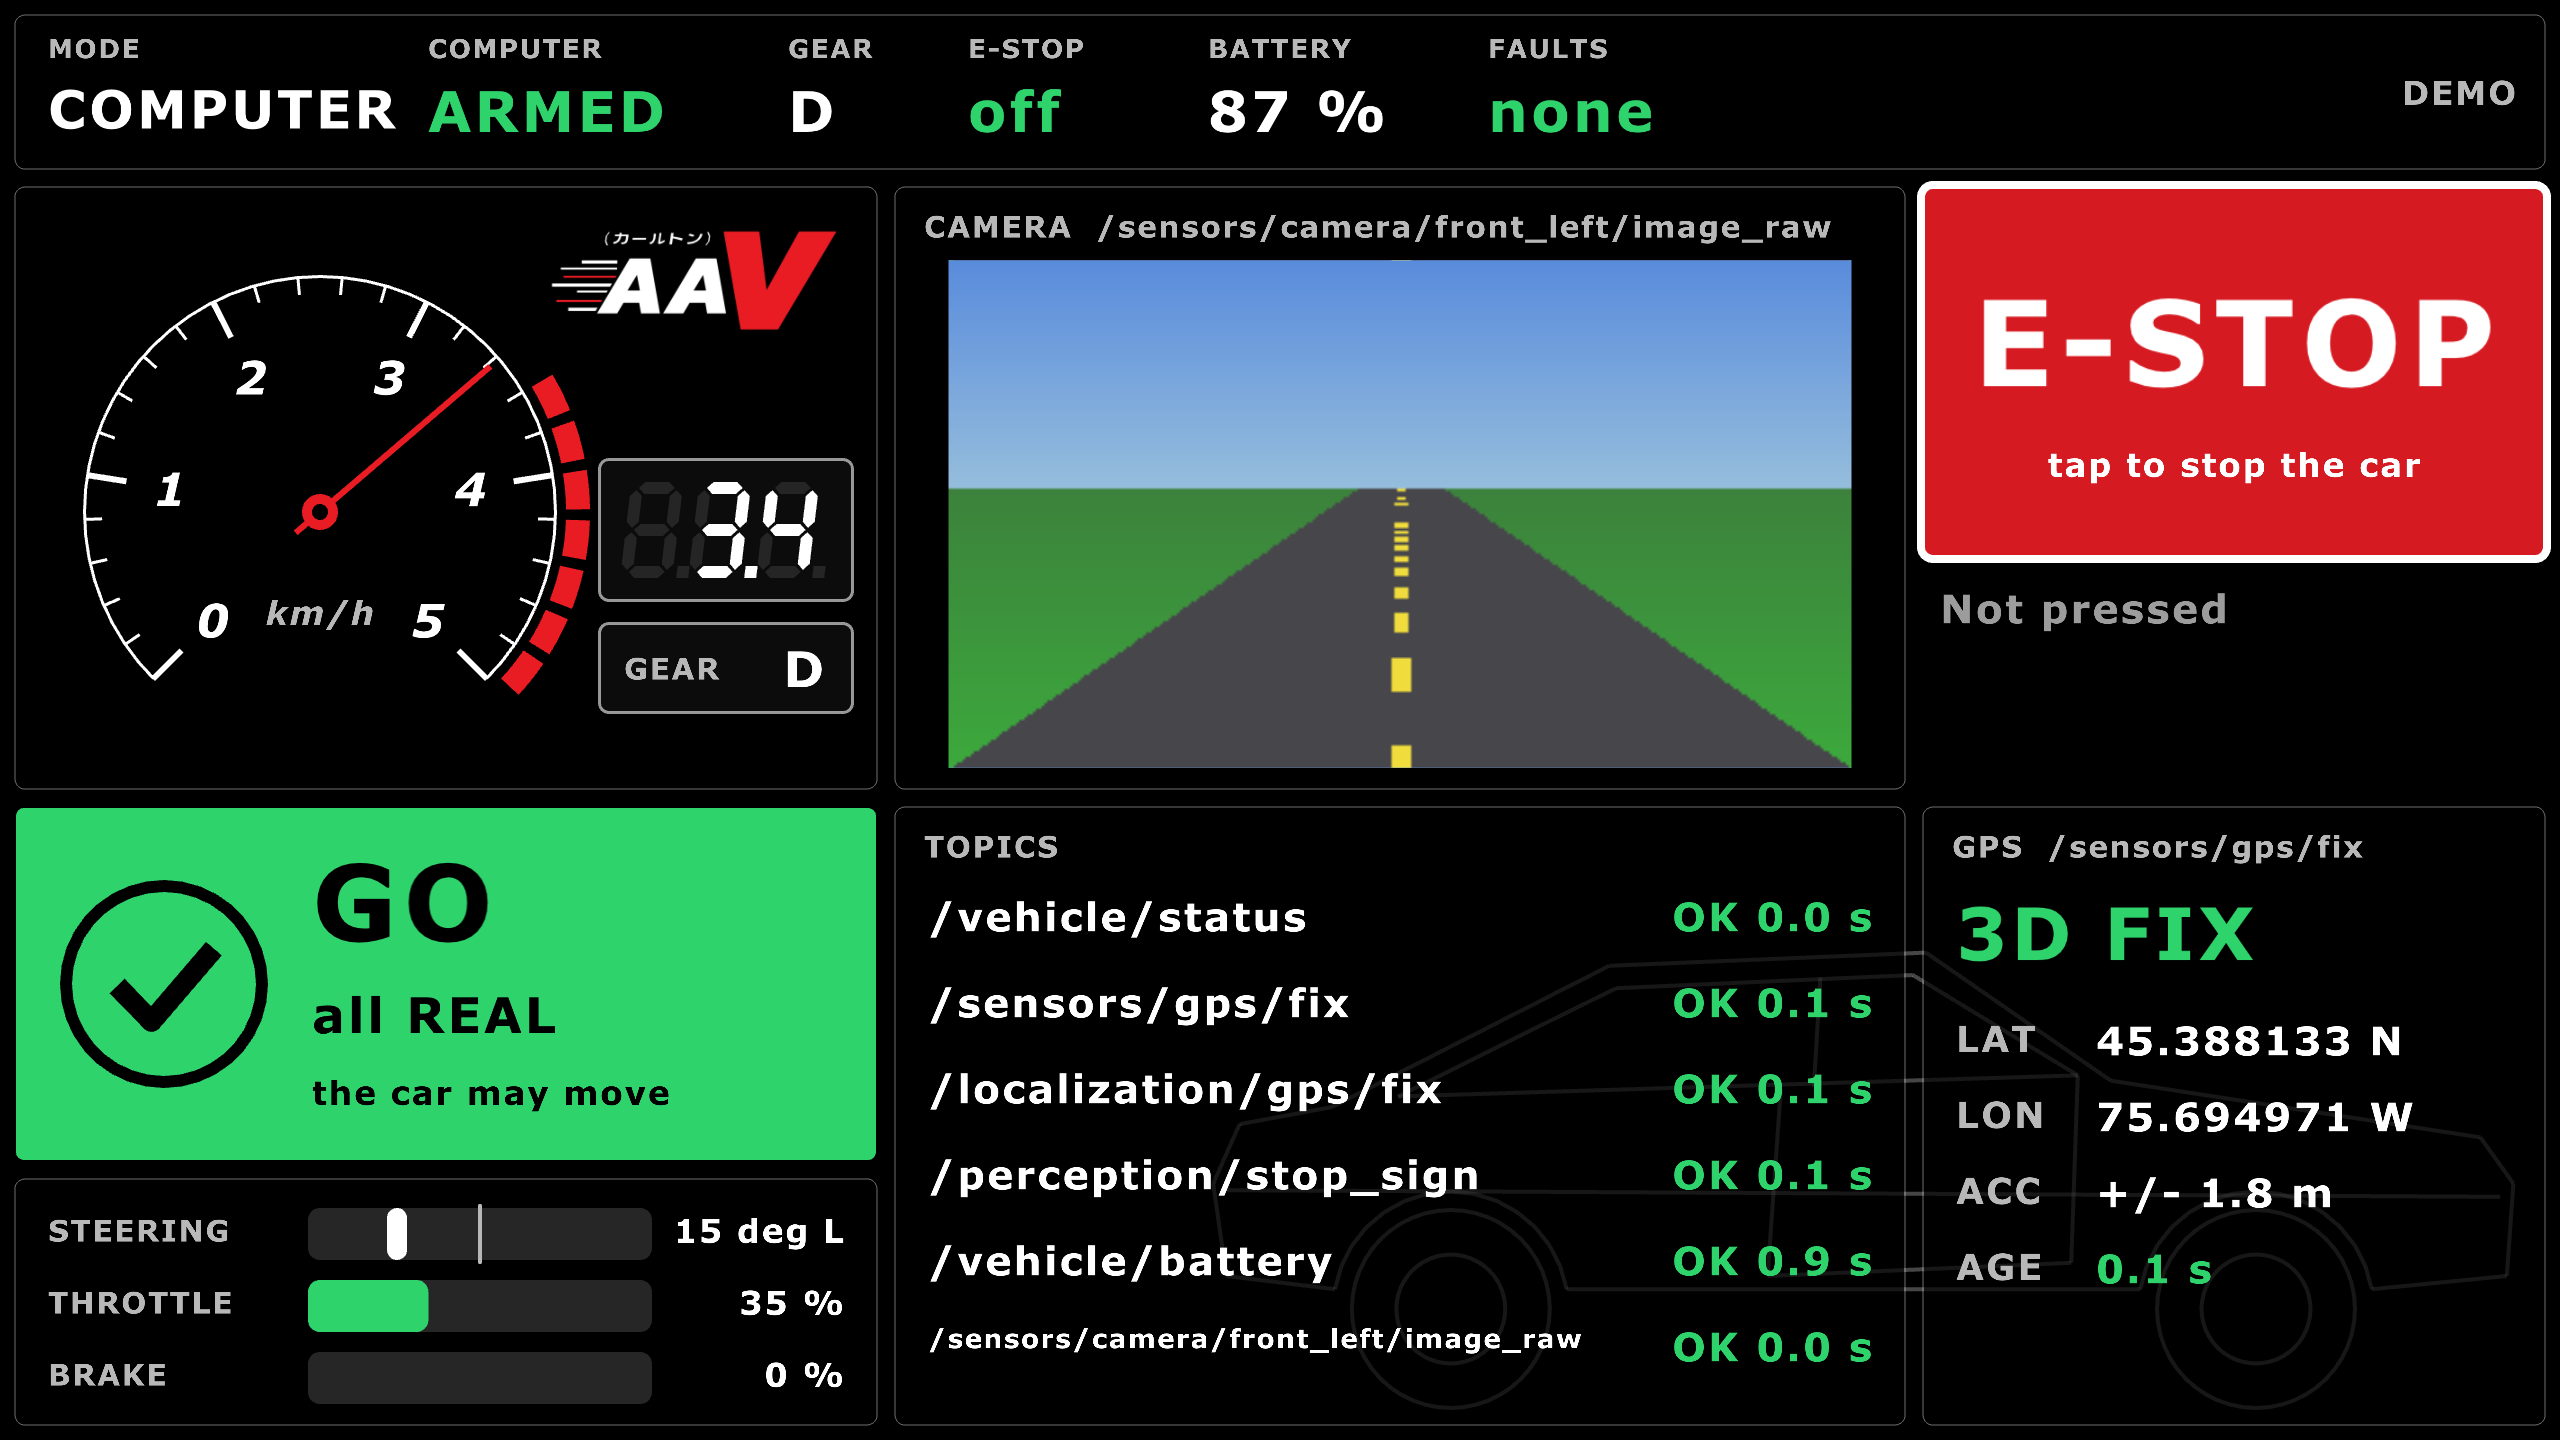 MODE COMPUTER GEAR E-STOP BATTERY FAULTS
COMPUTER ARMED D off 87 % none DEMO
(カールトン)
AAV
2 3
1 4
0 km/h 5
3.4
GEAR D
CAMERA /sensors/camera/front_left/image_raw
E-STOP
tap to stop the car
Not pressed
GO
all REAL
the car may move
STEERING 15 deg L
THROTTLE 35 %
BRAKE 0 %
TOPICS
/vehicle/status OK 0.0 s
/sensors/gps/fix OK 0.1 s
/localization/gps/fix OK 0.1 s
/perception/stop_sign OK 0.1 s
/vehicle/battery OK 0.9 s
/sensors/camera/front_left/image_raw OK 0.0 s
GPS /sensors/gps/fix
3D FIX
LAT 45.388133 N
LON 75.694971 W
ACC +/- 1.8 m
AGE 0.1 s